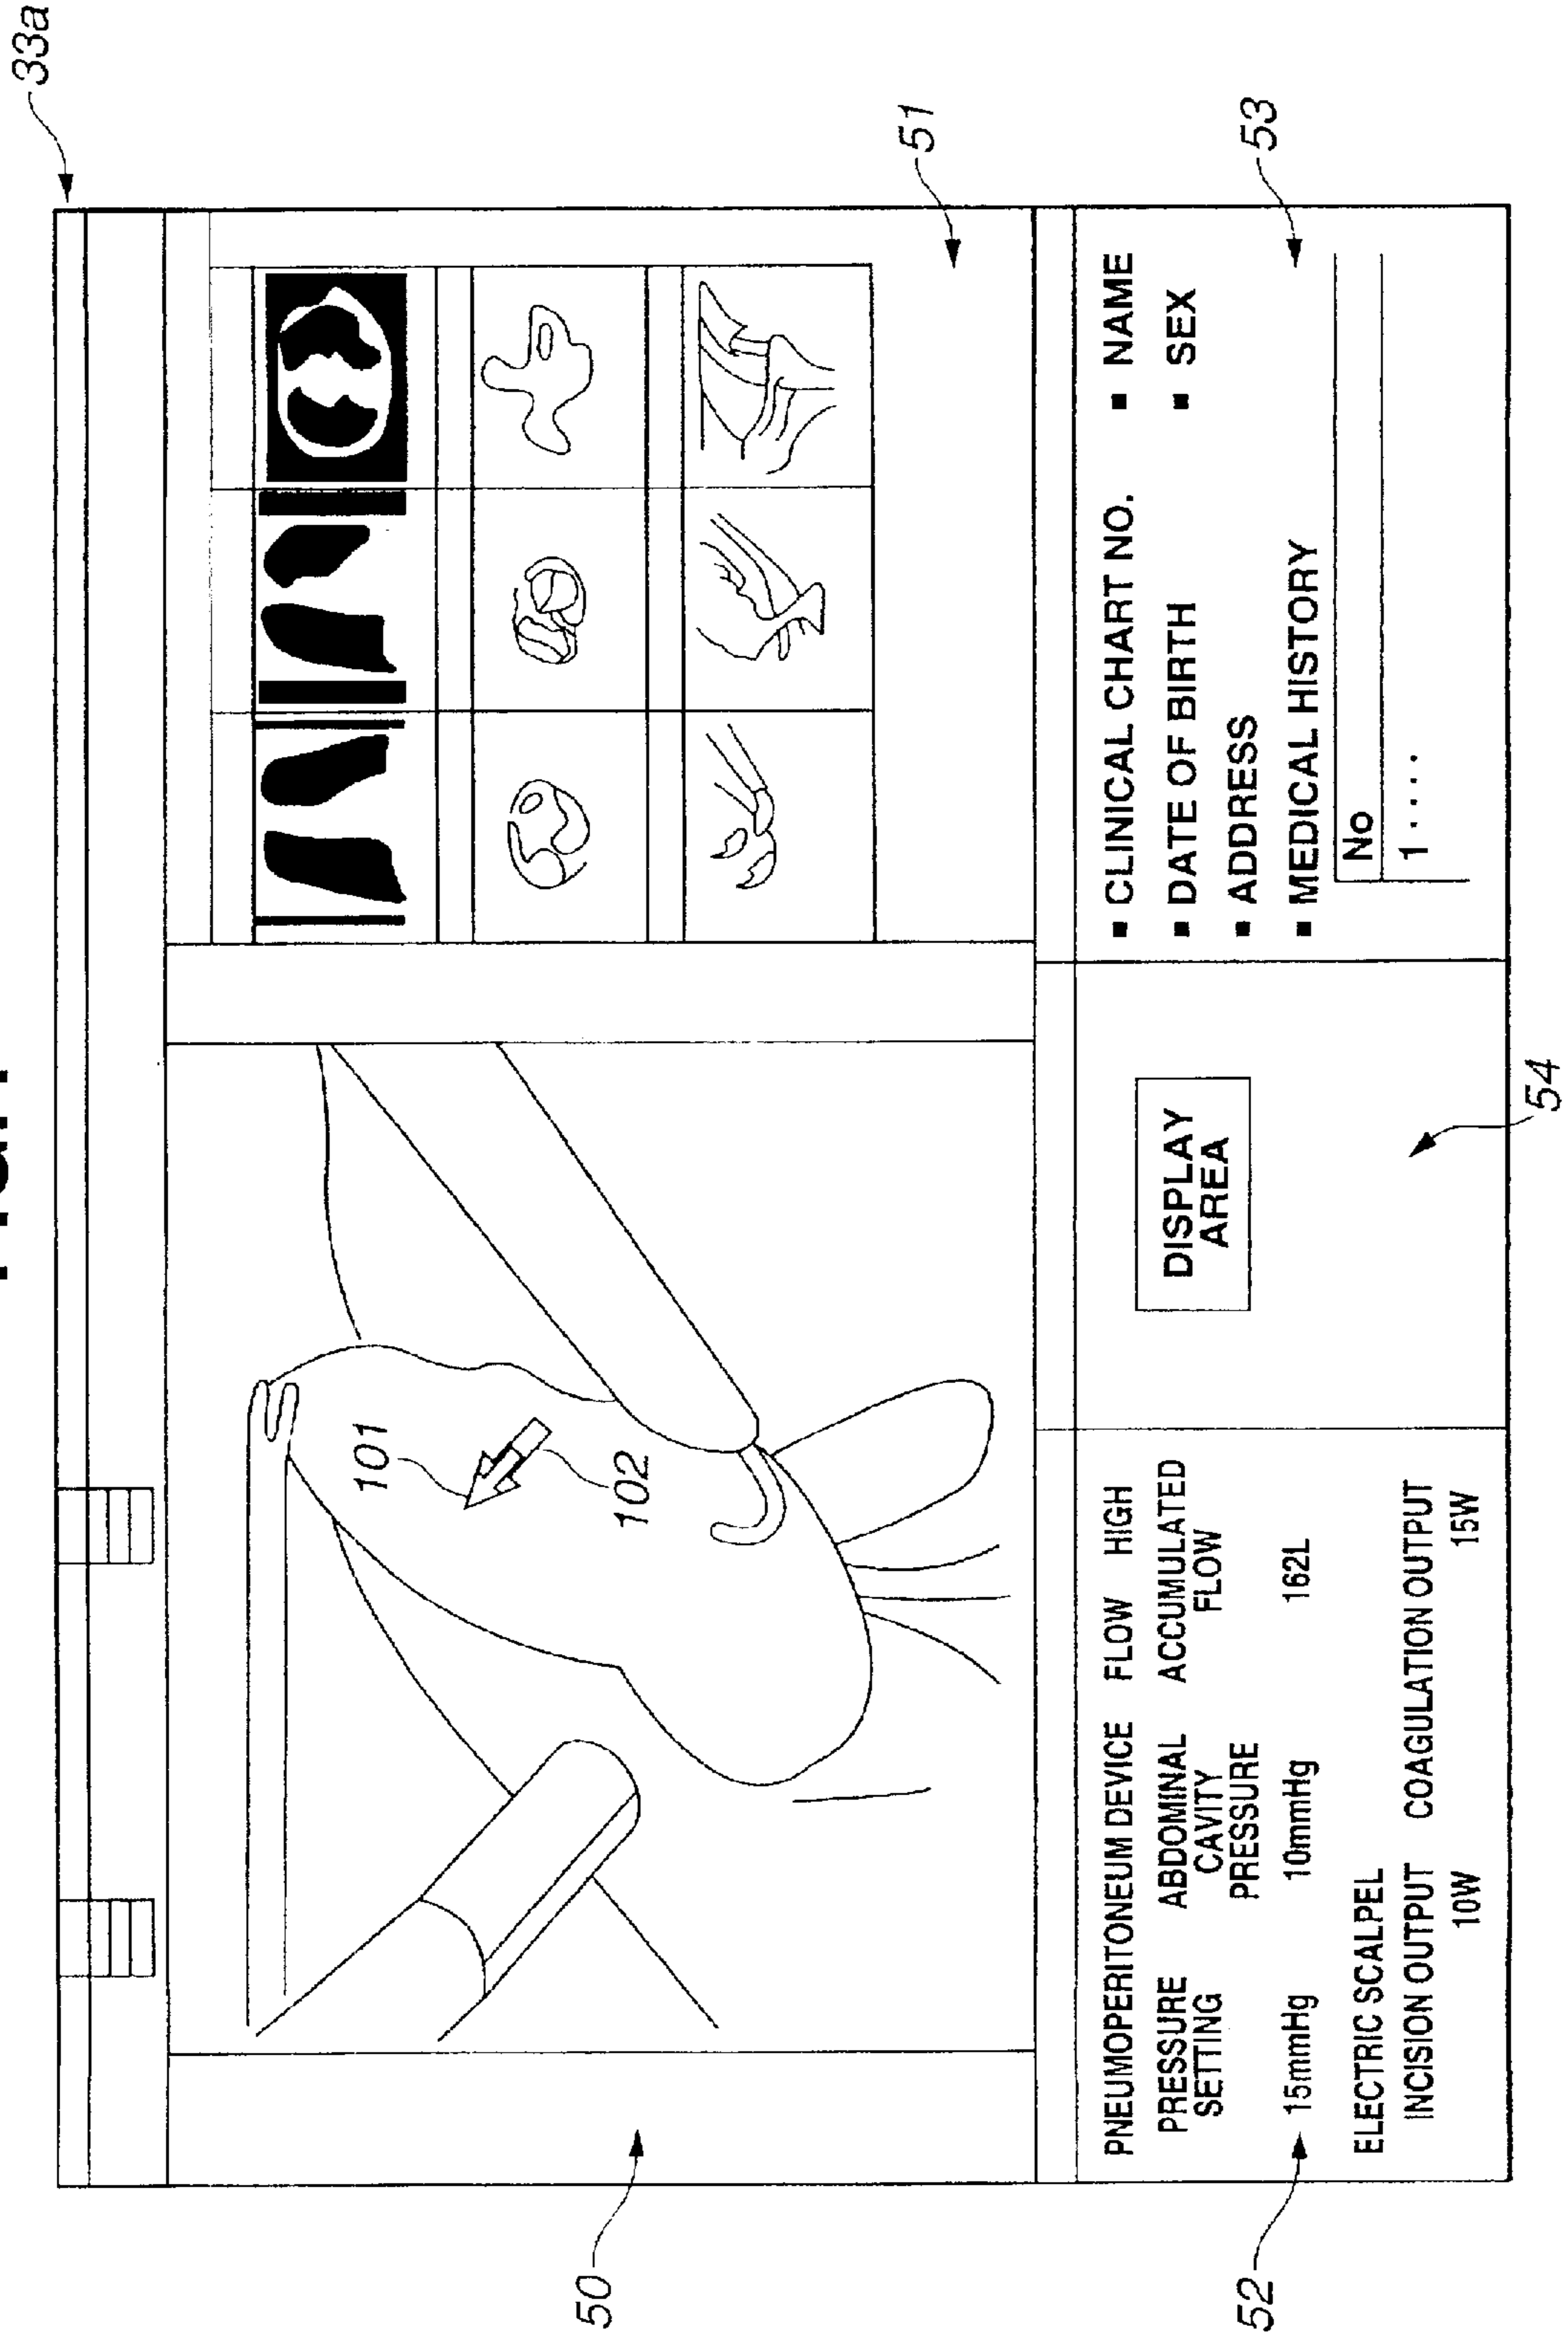 33a
101
102
50
51
PNEUMOPERITONEUM DEVICE FLOW HIGH
PRESSURE SETTING
ABDOMINAL CAVITY PRESSURE
ACCUMULATED FLOW
15mmHg 10mmHg 162L
ELECTRIC SCALPEL
INCISION OUTPUT COAGULATION OUTPUT
10W 15W
52
DISPLAY
AREA
54
▪ CLINICAL CHART NO. ▪ NAME
▪ DATE OF BIRTH ▪ SEX
▪ ADDRESS
▪ MEDICAL HISTORY
No
1 ....
53